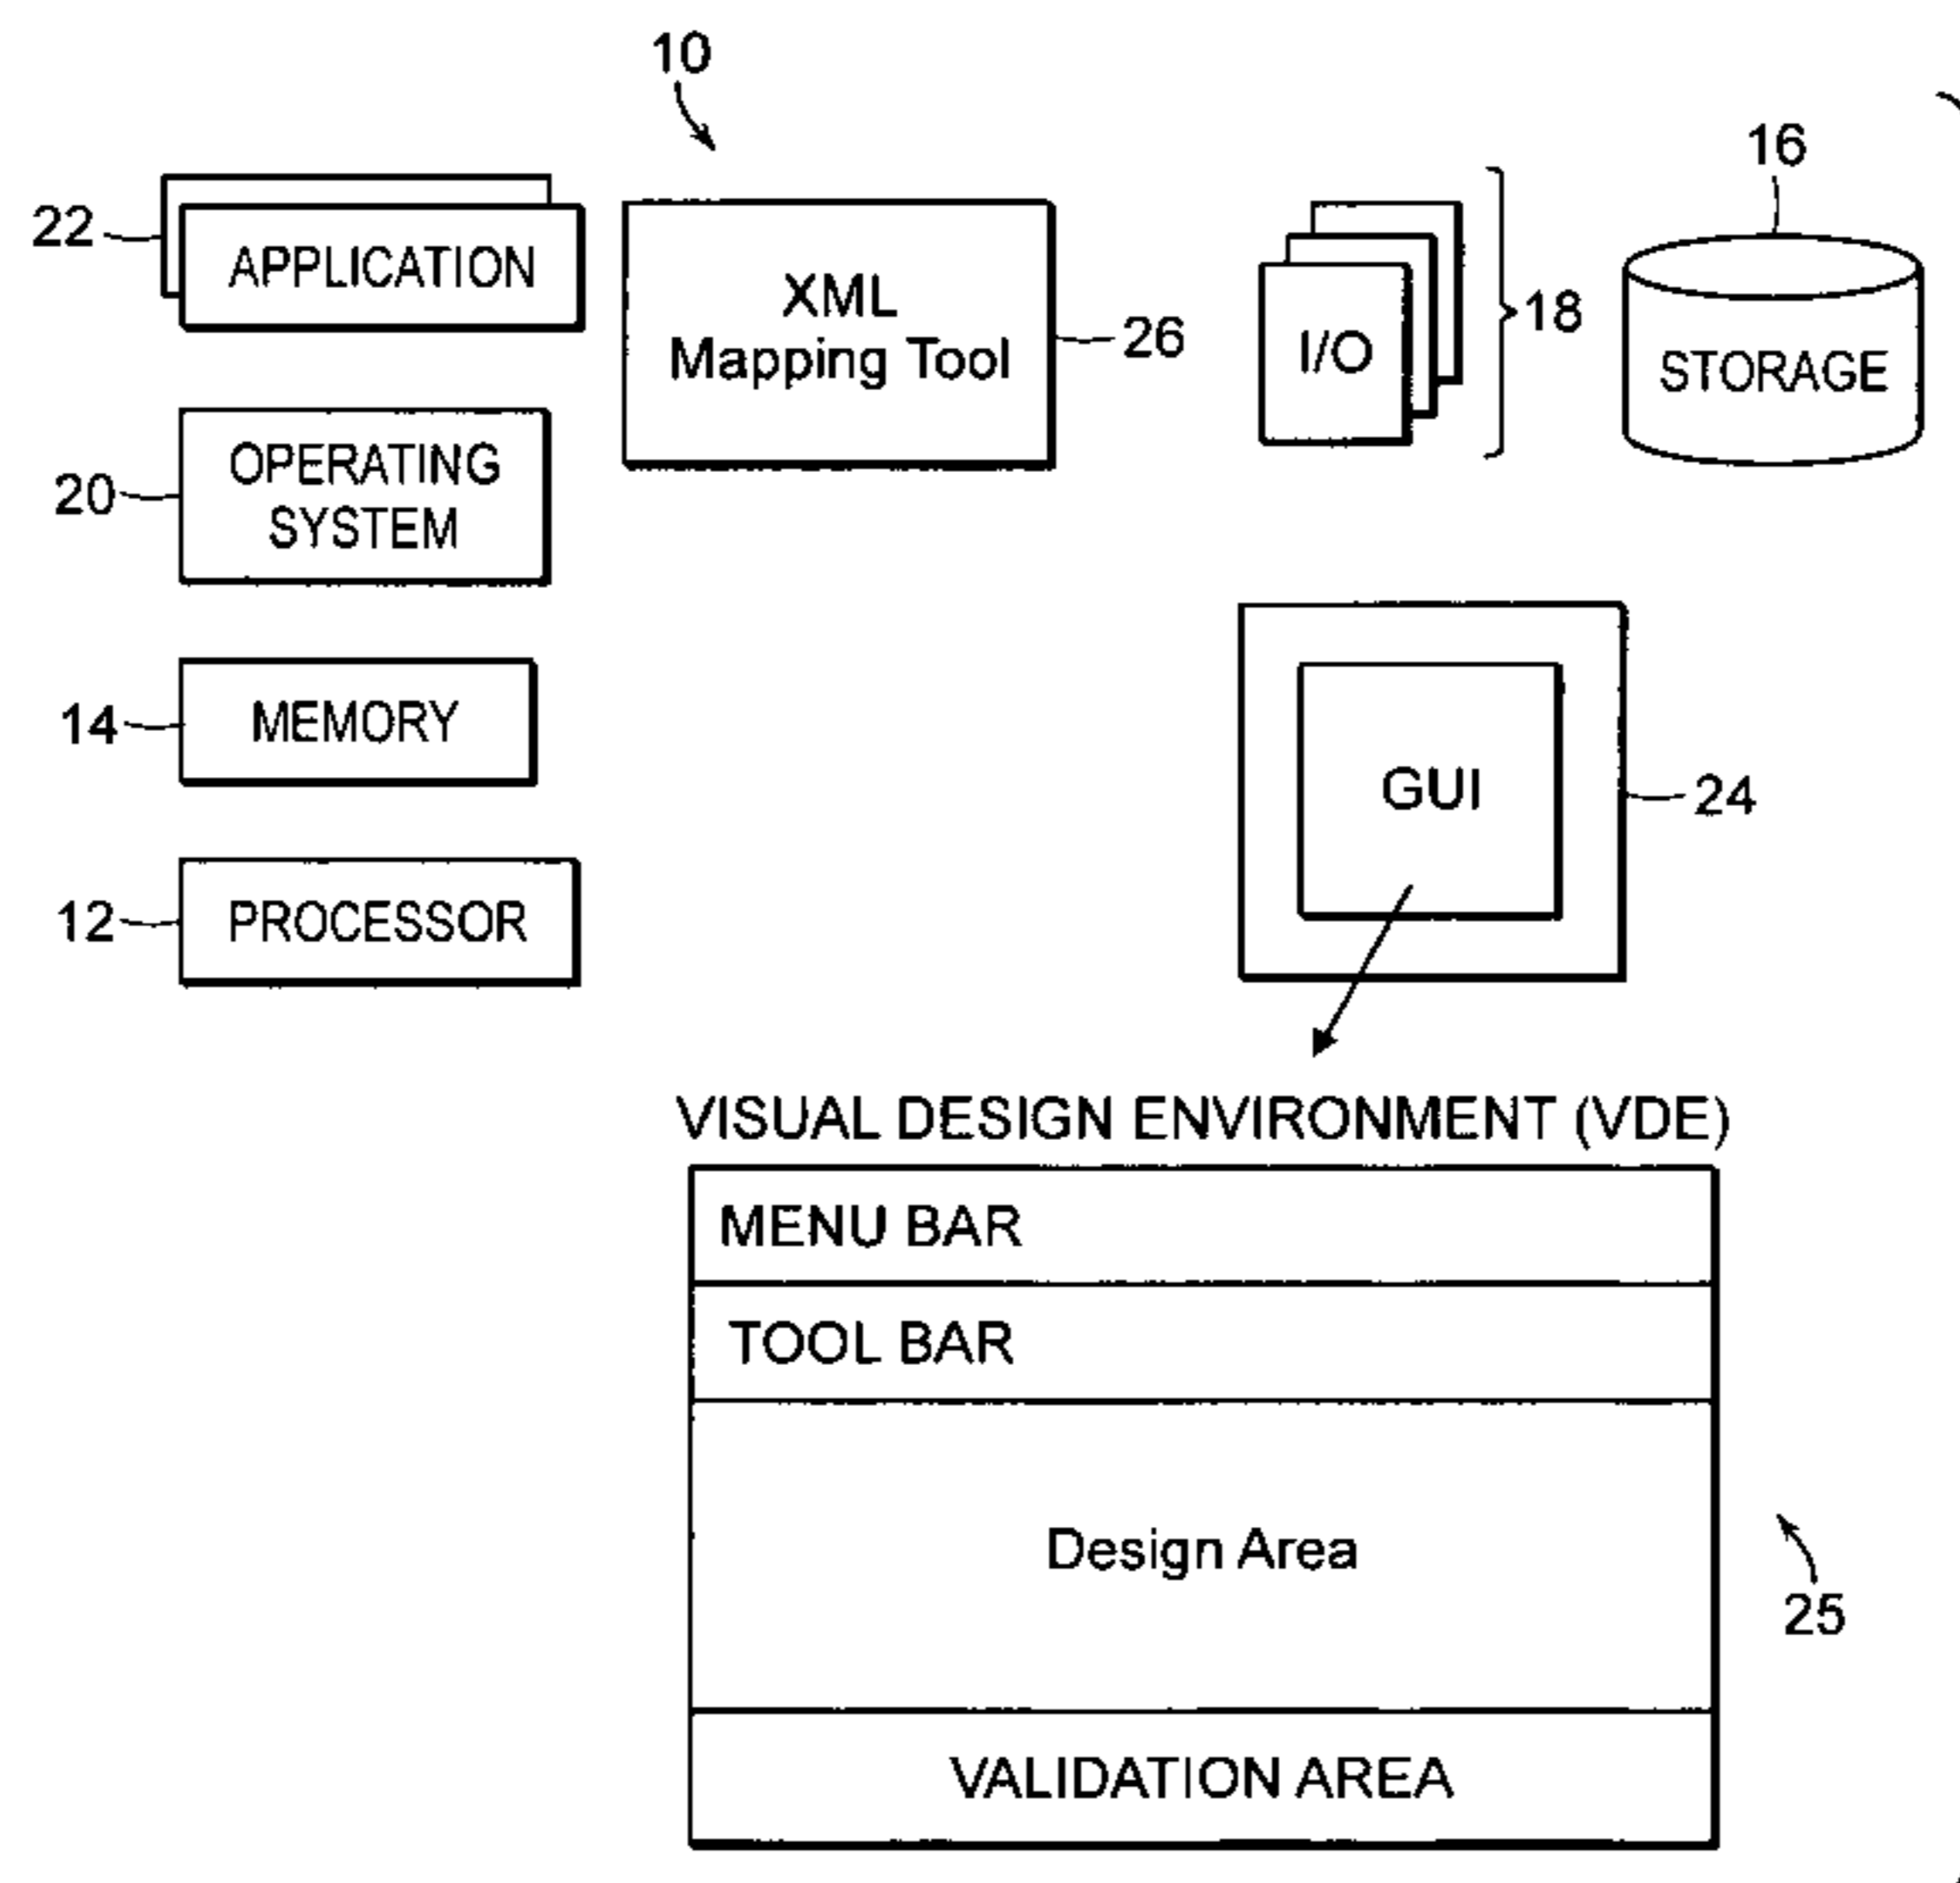 10
16
22
APPLICATION
XML
Mapping Tool
26
I/O
18
STORAGE
20
OPERATING
SYSTEM
14
MEMORY
GUI
24
12
PROCESSOR
VISUAL DESIGN ENVIRONMENT (VDE)
MENU BAR
TOOL BAR
Design Area
25
VALIDATION AREA